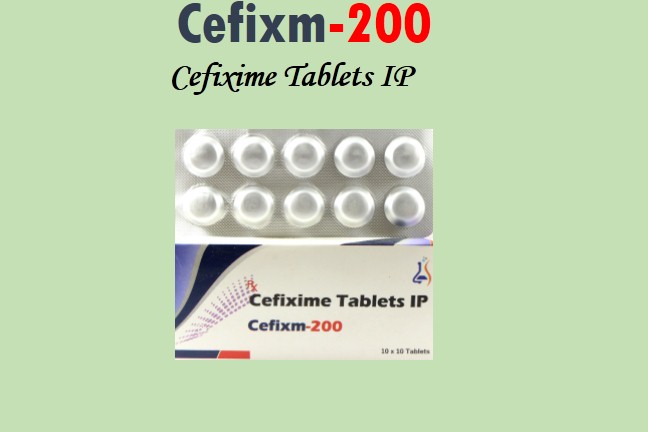 Cefixm-200
Cefixime Tablets IP
Rx
Cefixime Tablets IP
Cefixm-200
10 x 10 Tablets